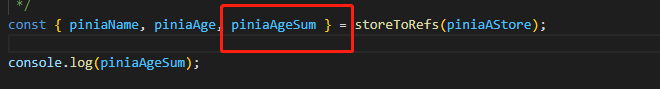 */
const { piniaName, piniaAge, piniaAgeSum } = storeToRefs(piniaAStore);
console.log(piniaAgeSum);